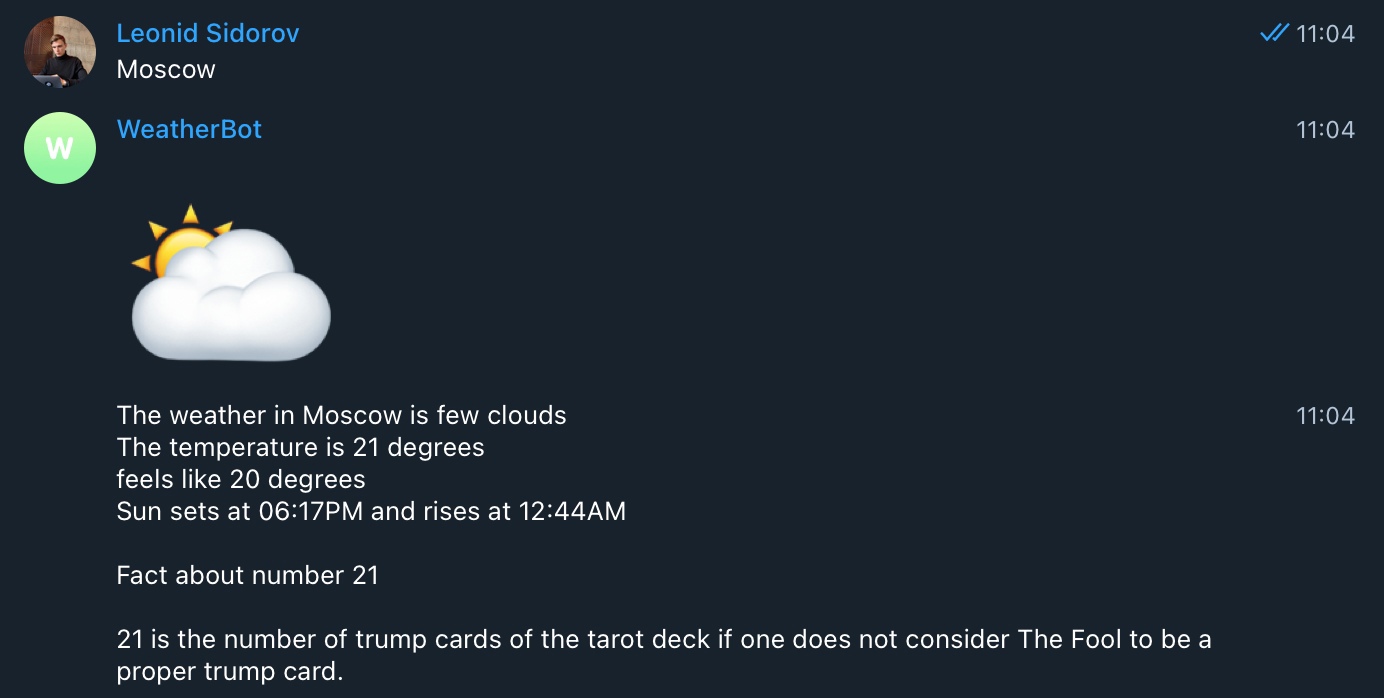 Leonid Sidorov 11:04
Moscow
WeatherBot 11:04
W
The weather in Moscow is few clouds 11:04
The temperature is 21 degrees
feels like 20 degrees
Sun sets at 06:17PM and rises at 12:44AM
Fact about number 21
21 is the number of trump cards of the tarot deck if one does not consider The Fool to be a
proper trump card.